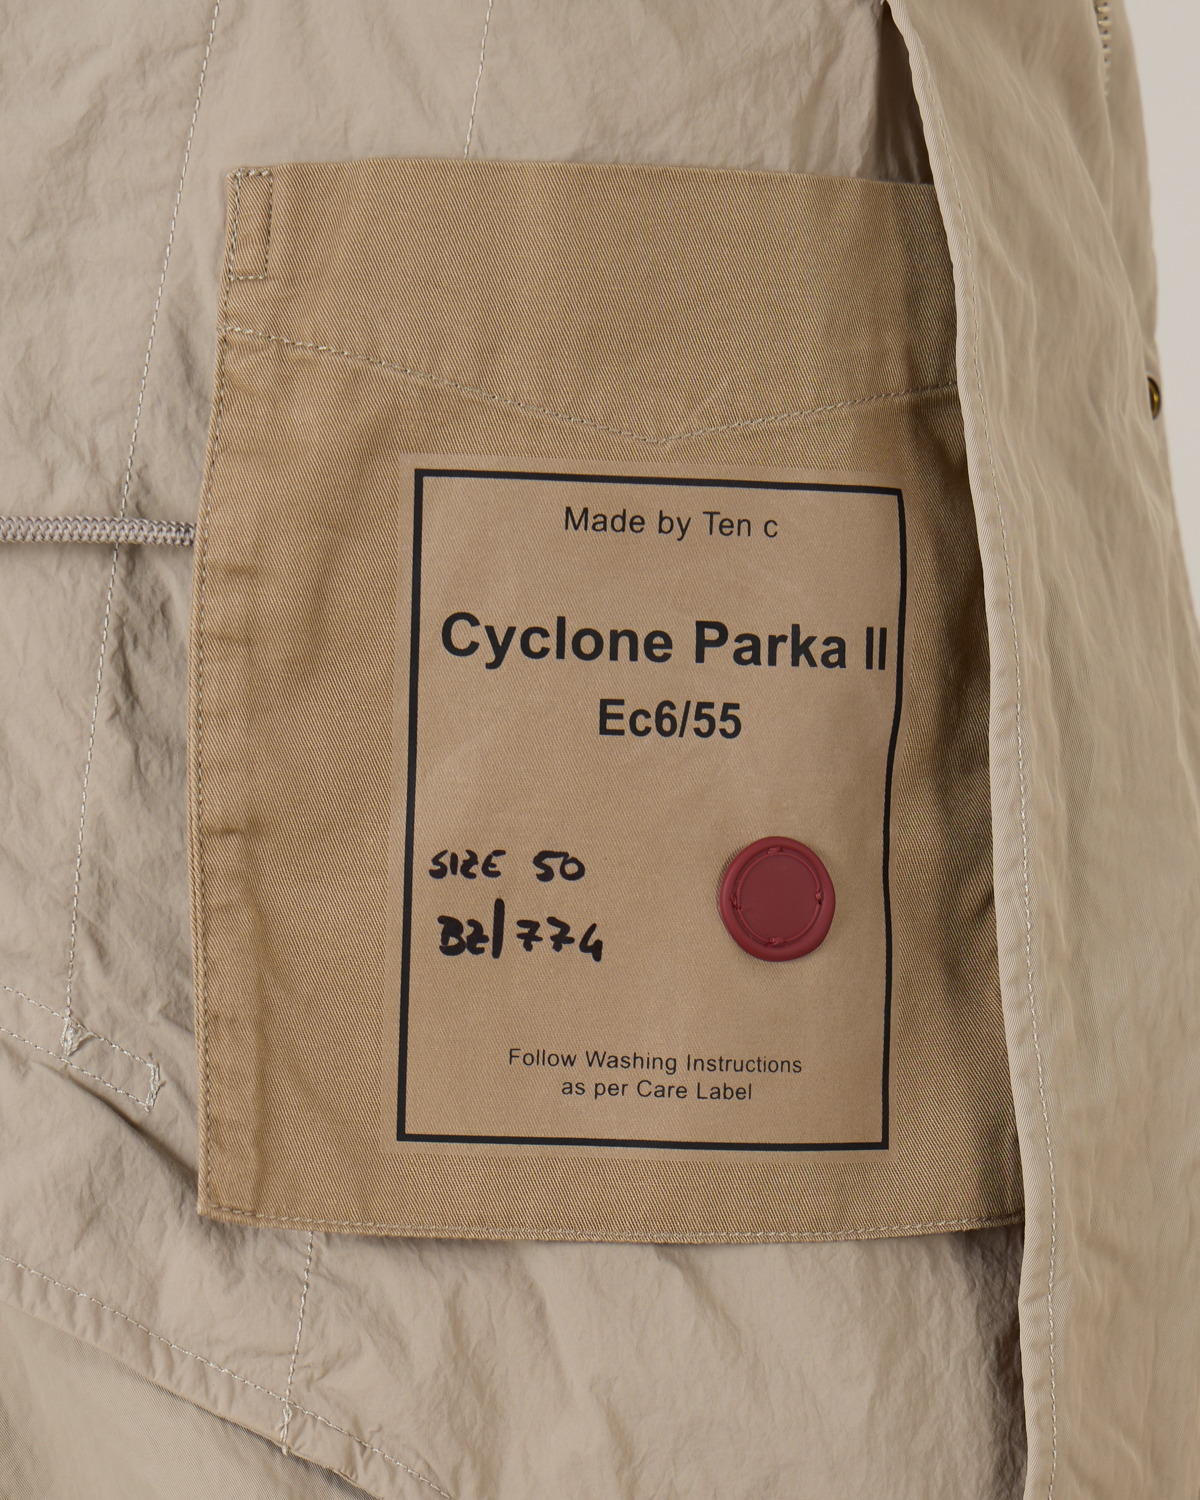 Made by Ten c
Cyclone Parka II
Ec6/55
SIZE 50
BZ/774
Follow Washing Instructions
as per Care Label